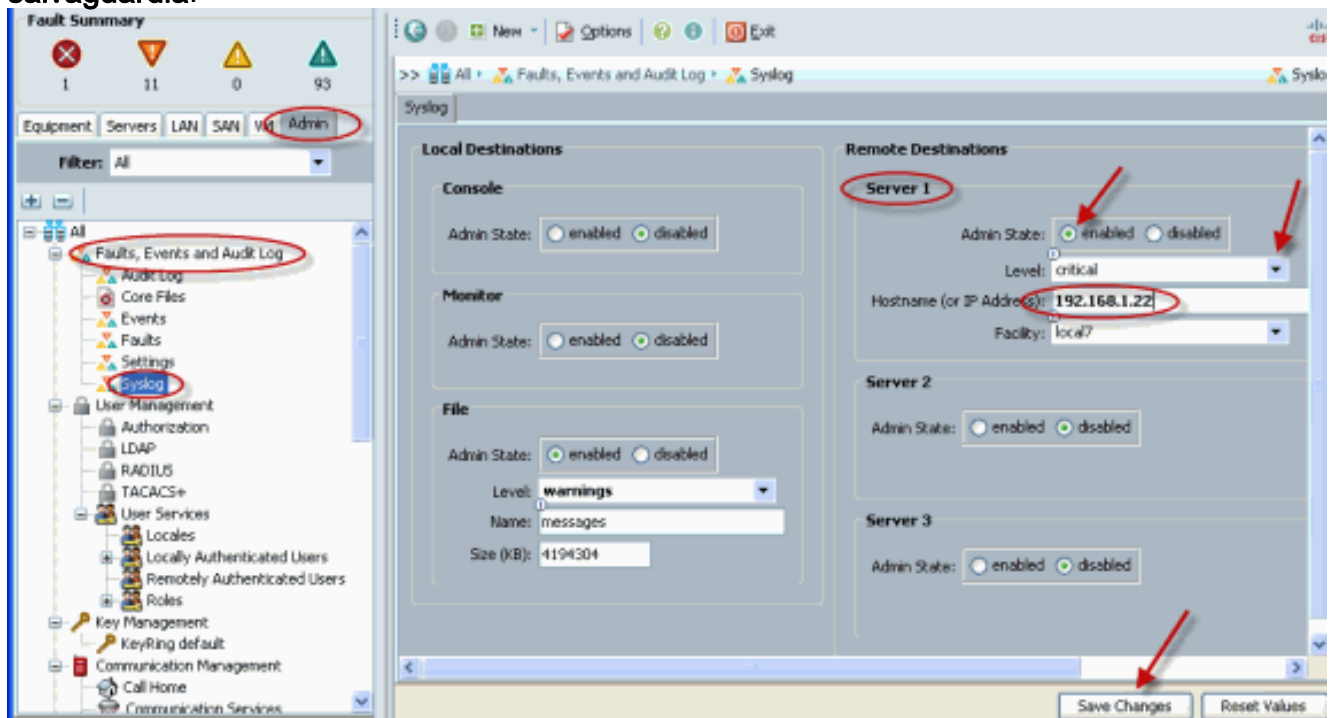 salvaguardia.
Fault Summary
1 11 0 93
Equipment Servers LAN SAN VM Admin
Filter: All
All
Faults, Events and Audit Log
Audit Log
Core Files
Events
Faults
Settings
Syslog
User Management
Authorization
LDAP
RADIUS
TACACS+
User Services
Locales
Locally Authenticated Users
Remotely Authenticated Users
Roles
Key Management
KeyRing default
Communication Management
Call Home
Communication Services
New Options Exit
>> All Faults, Events and Audit Log Syslog
Syslog
Local Destinations
Console
Admin State: enabled disabled
Monitor
Admin State: enabled disabled
File
Admin State: enabled disabled
Level: warnings
Name: messages
Size (KB): 4194304
Remote Destinations
Server 1
Admin State: enabled disabled
Level: critical
Hostname (or IP Address): 192.168.1.22
Facility: local7
Server 2
Admin State: enabled disabled
Server 3
Admin State: enabled disabled
Save Changes Reset Values